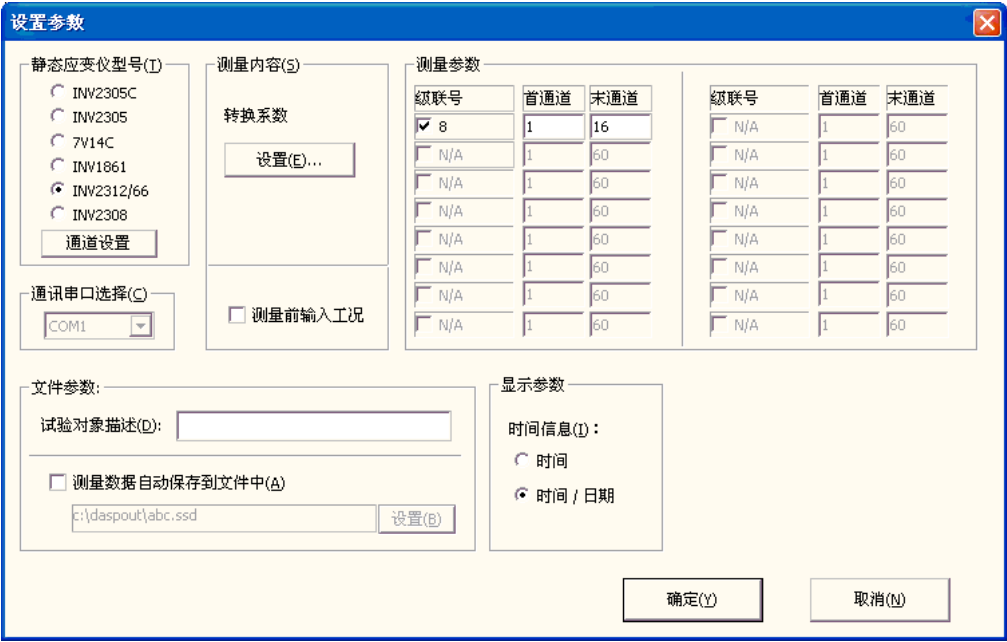 设置参数
静态应变仪型号(T)
INV2305C
INV2305
7V14C
INV1861
INV2312/66
INV2308
通道设置
通讯串口选择(C)
COM1
测量内容(S)
转换系数
设置(E)...
测量前输入工况
测量参数
级联号 首通道 末通道 级联号 首通道 末通道
8 1 16 N/A 1 60
N/A 1 60 N/A 1 60
N/A 1 60 N/A 1 60
N/A 1 60 N/A 1 60
N/A 1 60 N/A 1 60
N/A 1 60 N/A 1 60
N/A 1 60 N/A 1 60
N/A 1 60 N/A 1 60
文件参数:
试验对象描述(D):
测量数据自动保存到文件中(A)
c:\daspout\abc.ssd 设置(B)
显示参数
时间信息(I):
时间
时间 / 日期
确定(Y) 取消(N)